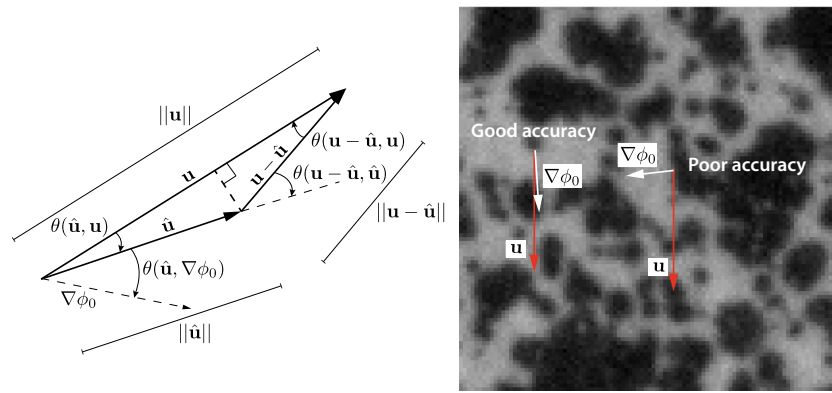 ||u||
u
θ(u − û, u)
u − û
θ(u − û, û)
||u − û||
θ(û, u)
û
θ(û, ∇ϕ₀)
∇ϕ₀
||û||
Good accuracy
∇ϕ₀
Poor accuracy
∇ϕ₀
u
u